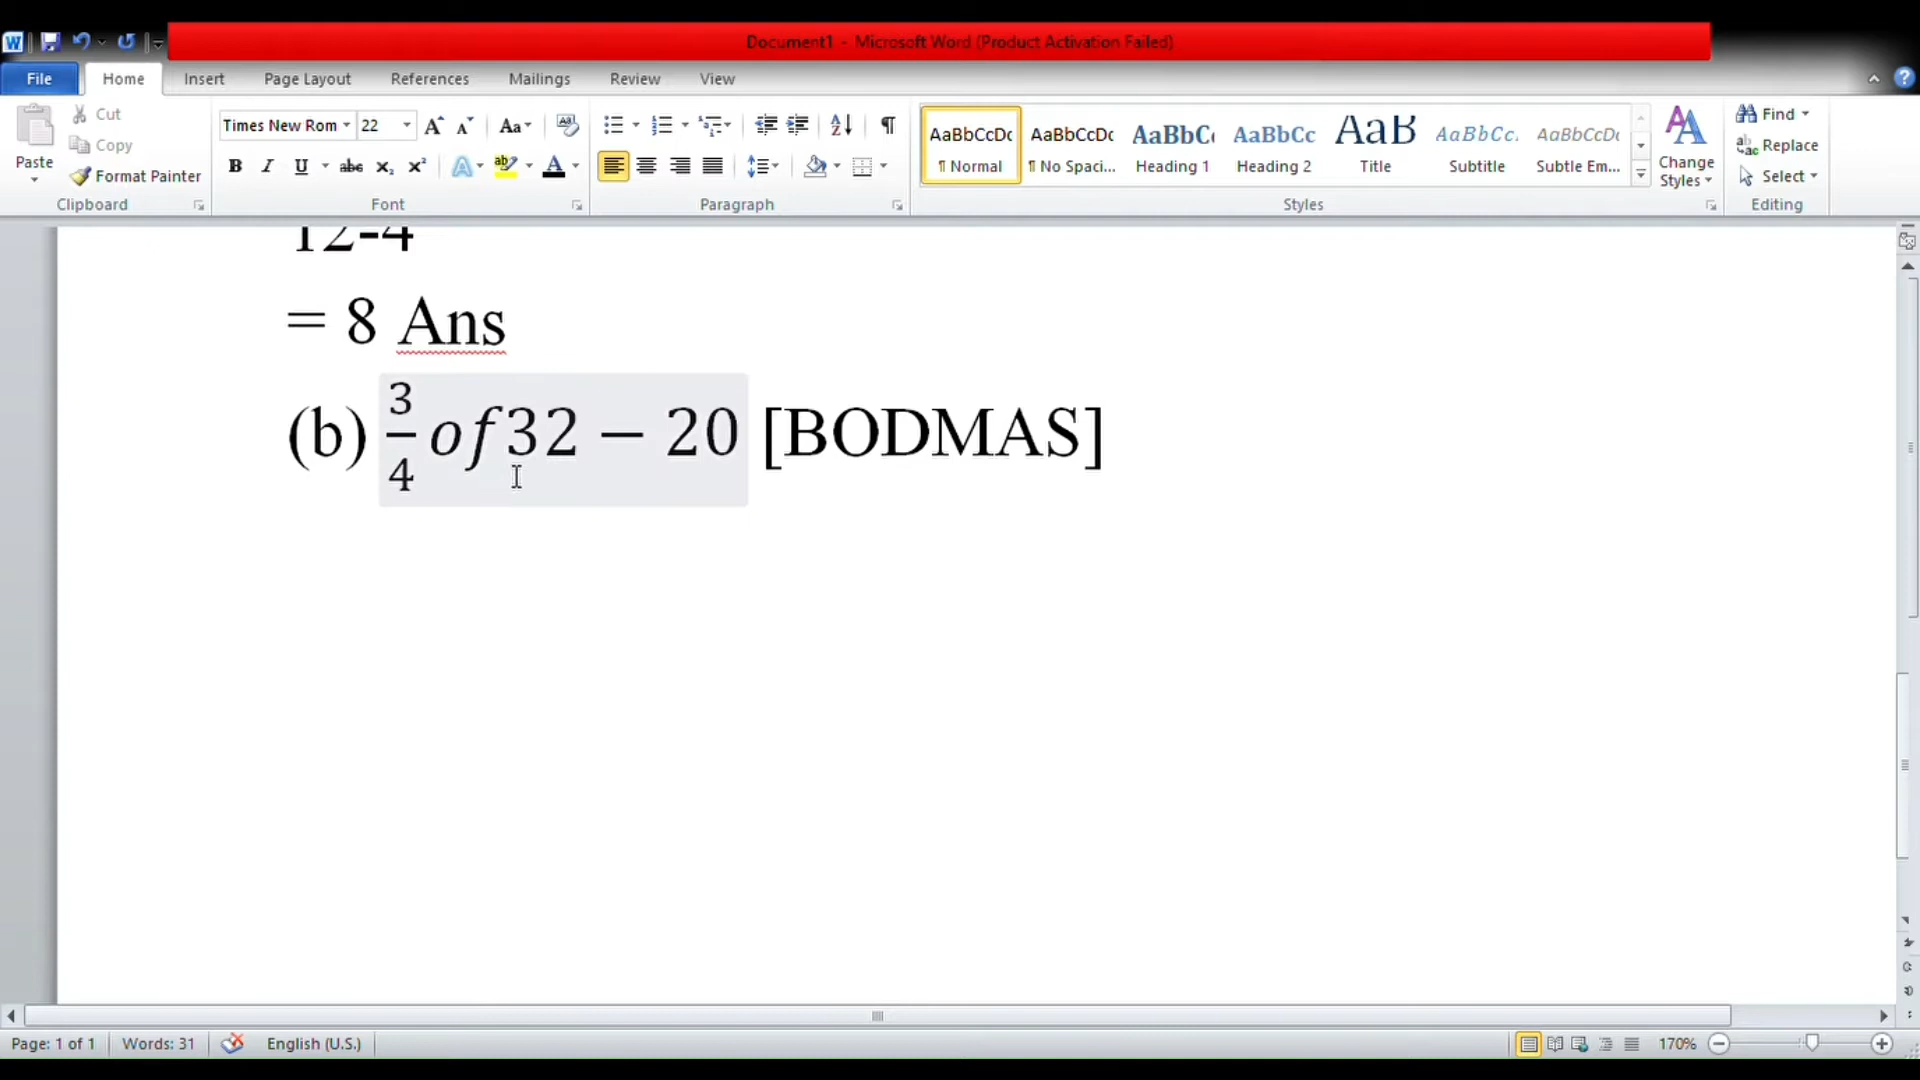 Document1 - Microsoft Word (Product Activation Failed)
File Home Insert Page Layout References Mailings Review View
Paste Cut Copy Format Painter
Times New Rom 22
AaBbCcDc AaBbCcDc AaBbC AaBbCc AaB AaBbCc. AaBbCcDc
¶ Normal ¶ No Spaci... Heading 1 Heading 2 Title Subtitle Subtle Em...
Change Styles
Find Replace Select
Clipboard Font Paragraph Styles Editing
12-4
= 8 Ans
(b) 3/4 of32 − 20 [BODMAS]
Page: 1 of 1 Words: 31 English (U.S.) 170%